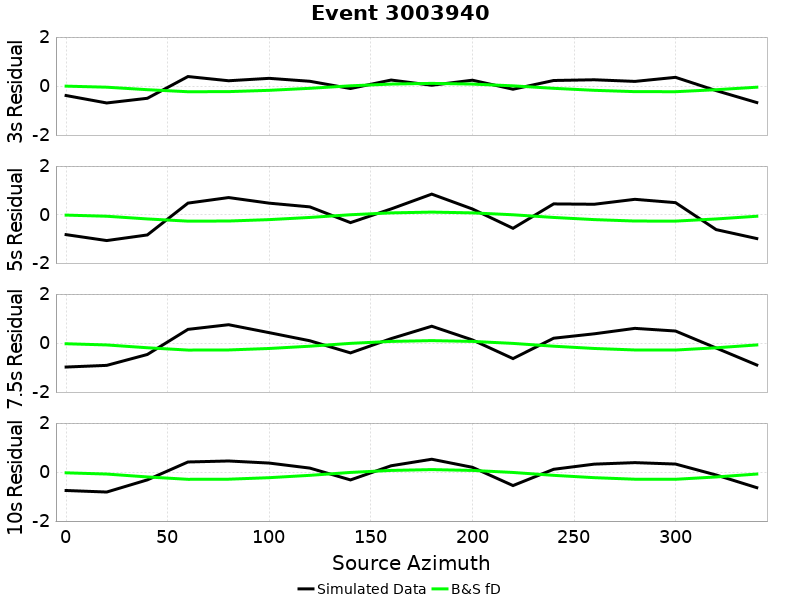 Event 3003940
3s Residual
2
0
-2
5s Residual
2
0
-2
7.5s Residual
2
0
-2
10s Residual
2
0
-2
0 50 100 150 200 250 300
Source Azimuth
Simulated Data B&S fD